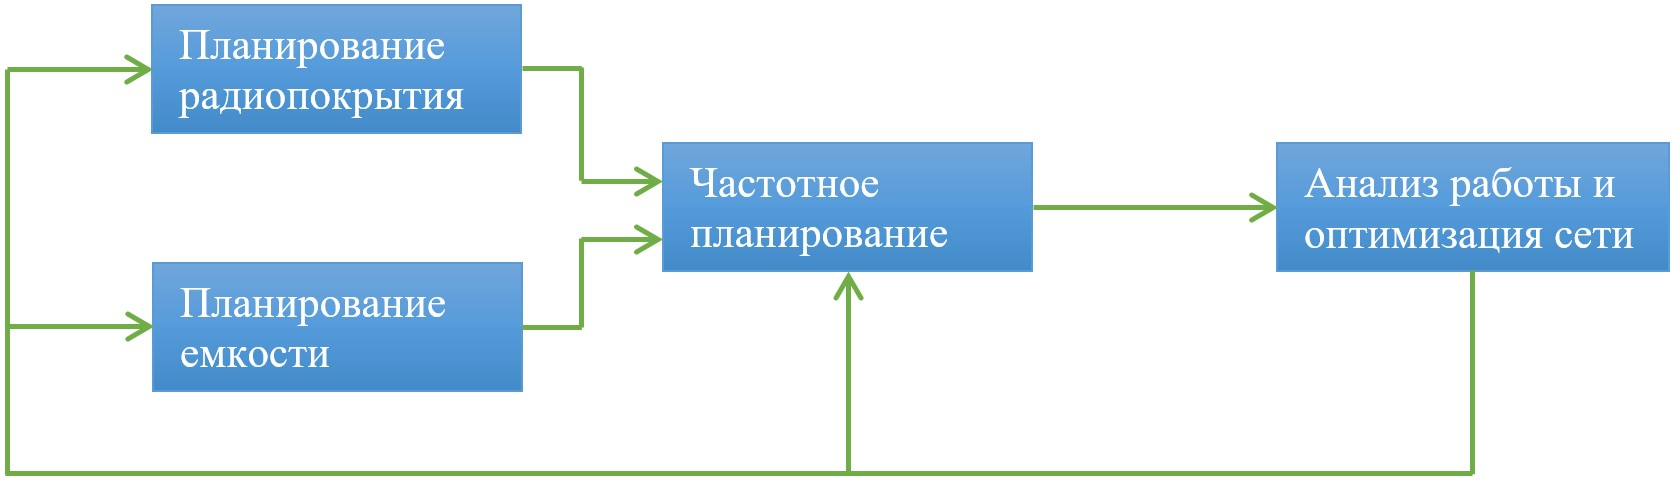 Планирование
радиопокрытия
Планирование
емкости
Частотное
планирование
Анализ работы и
оптимизация сети